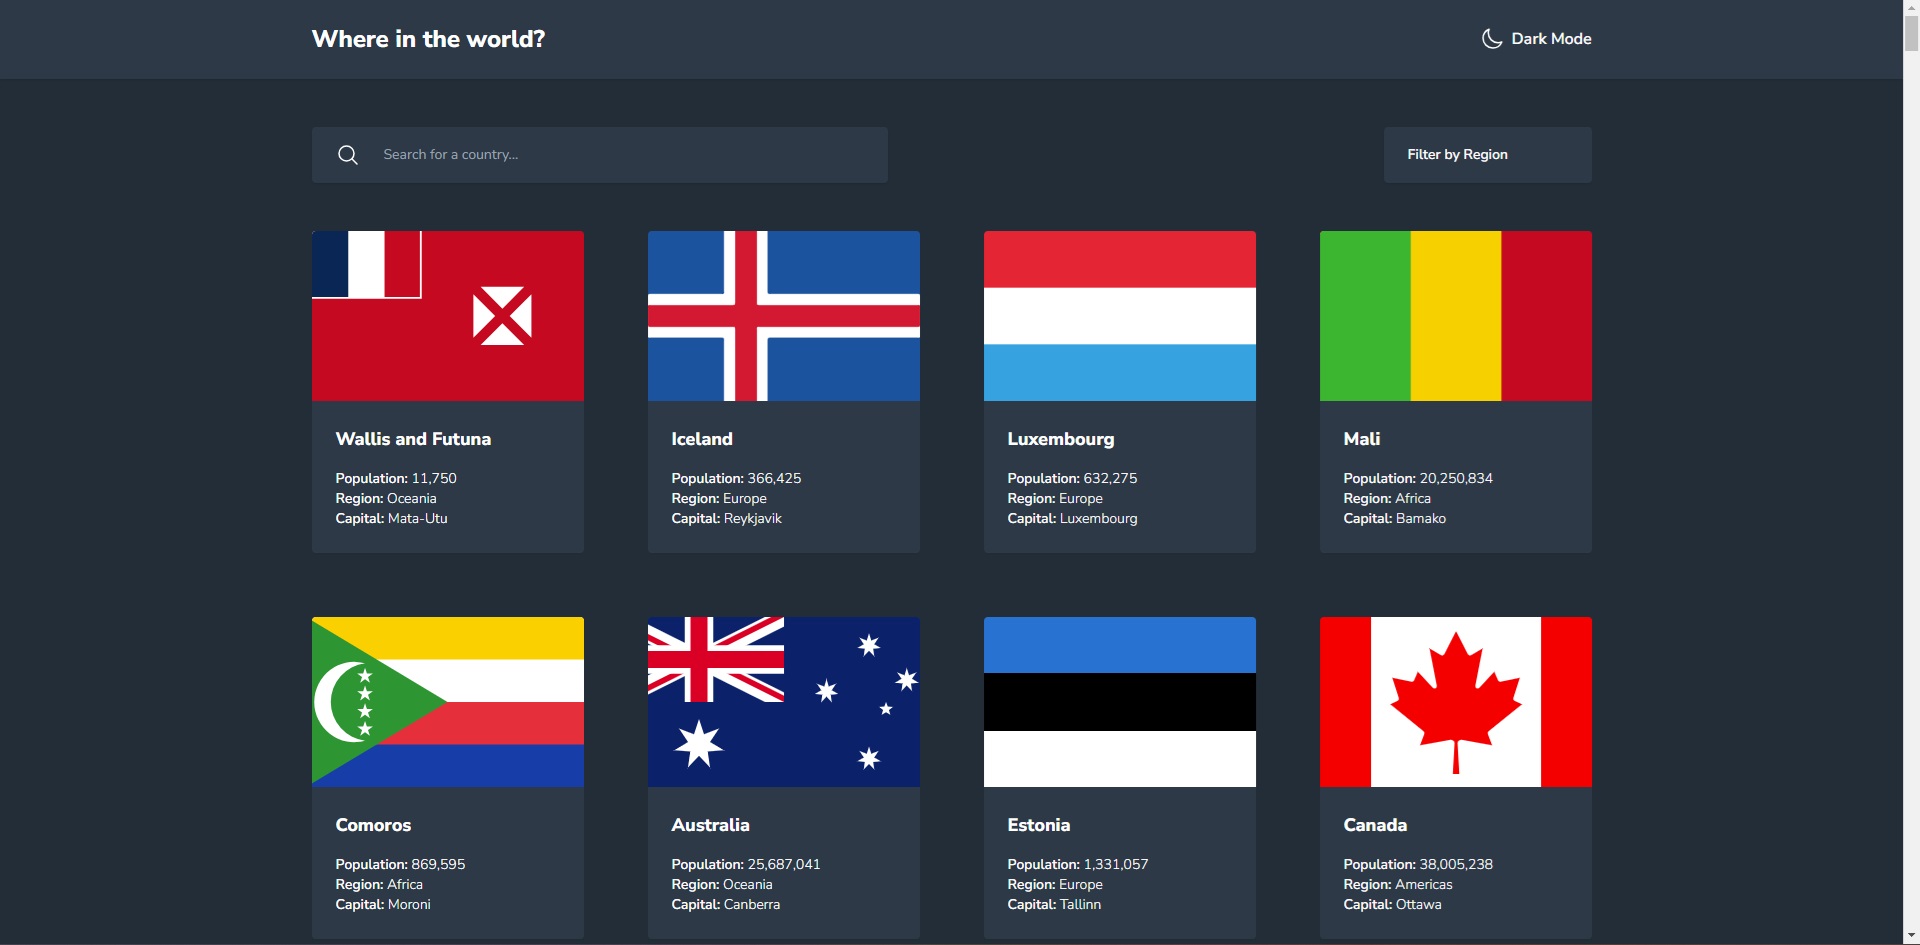 Where in the world?
Dark Mode
Search for a country...
Filter by Region
Wallis and Futuna
Population: 11,750
Region: Oceania
Capital: Mata-Utu
Iceland
Population: 366,425
Region: Europe
Capital: Reykjavik
Luxembourg
Population: 632,275
Region: Europe
Capital: Luxembourg
Mali
Population: 20,250,834
Region: Africa
Capital: Bamako
Comoros
Population: 869,595
Region: Africa
Capital: Moroni
Australia
Population: 25,687,041
Region: Oceania
Capital: Canberra
Estonia
Population: 1,331,057
Region: Europe
Capital: Tallinn
Canada
Population: 38,005,238
Region: Americas
Capital: Ottawa